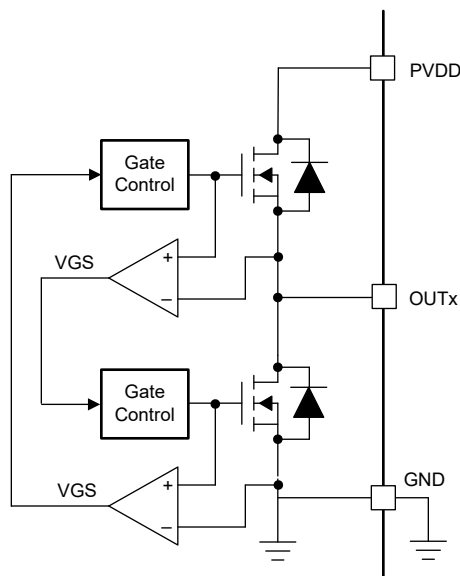 PVDD
Gate
Control
VGS
+
−
OUTx
Gate
Control
GND
VGS
+
−